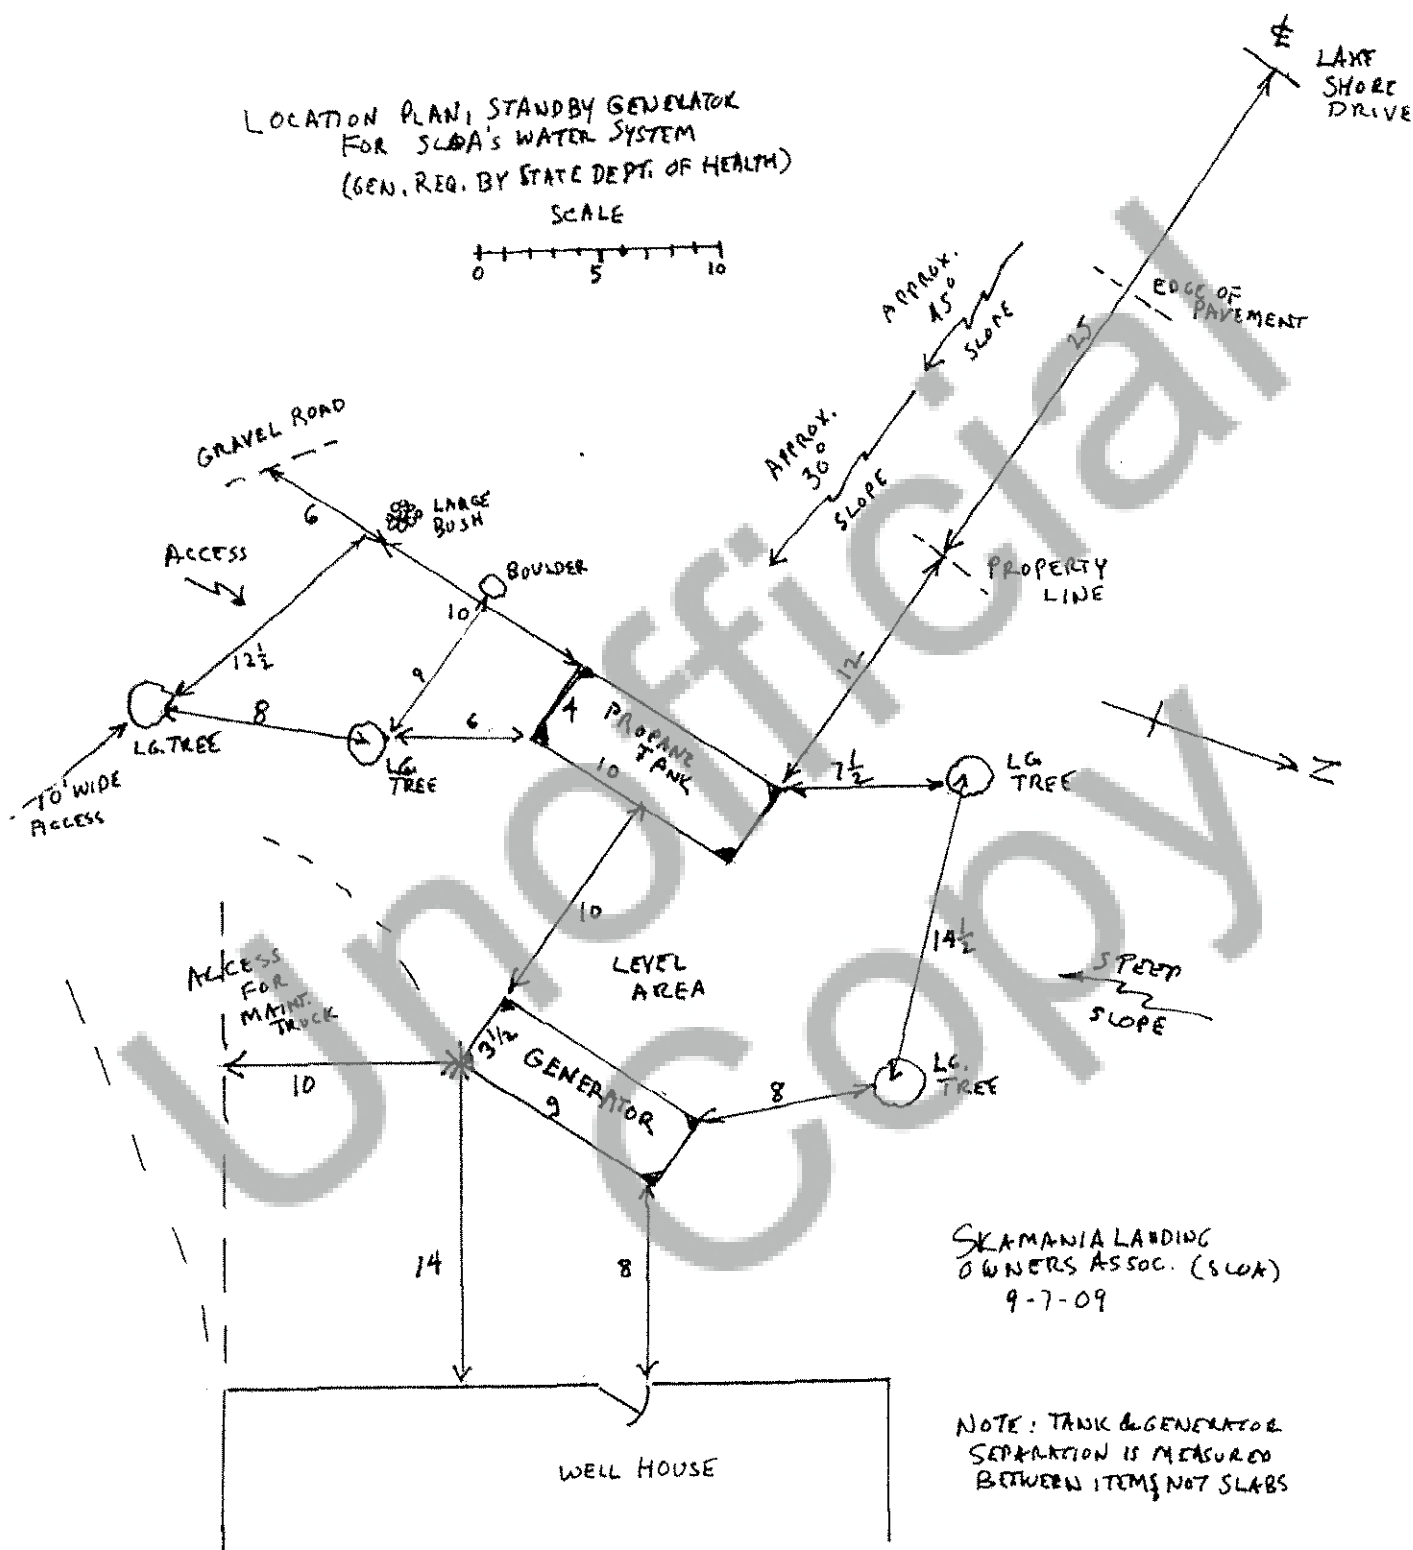 LOCATION PLAN, STANDBY GENERATOR
FOR SLOA'S WATER SYSTEM
(GEN. REQ. BY STATE DEPT. OF HEALTH)
SCALE
0 5 10
℄
LAKE
SHORE
DRIVE
EDGE OF
PAVEMENT
25
APPROX.
45°
SLOPE
APPROX.
30°
SLOPE
GRAVEL ROAD
6
LARGE
BUSH
ACCESS
BOULDER
10
12½
9
PROPERTY
LINE
12
8
6
LG. TREE
LG.
TREE
4
PROPANE
TANK
10
7½
LG
TREE
N
10' WIDE
ACCESS
10
14½
LEVEL
AREA
STEEP
SLOPE
ACCESS
FOR
MAINT.
TRUCK
10
3½
GENERATOR
9
8
LG.
TREE
14
8
SKAMANIA LANDING
OWNERS ASSOC. (SLOA)
9-7-09
WELL HOUSE
NOTE: TANK & GENERATOR
SEPARATION IS MEASURED
BETWEEN ITEMS NOT SLABS
Unofficial
Copy